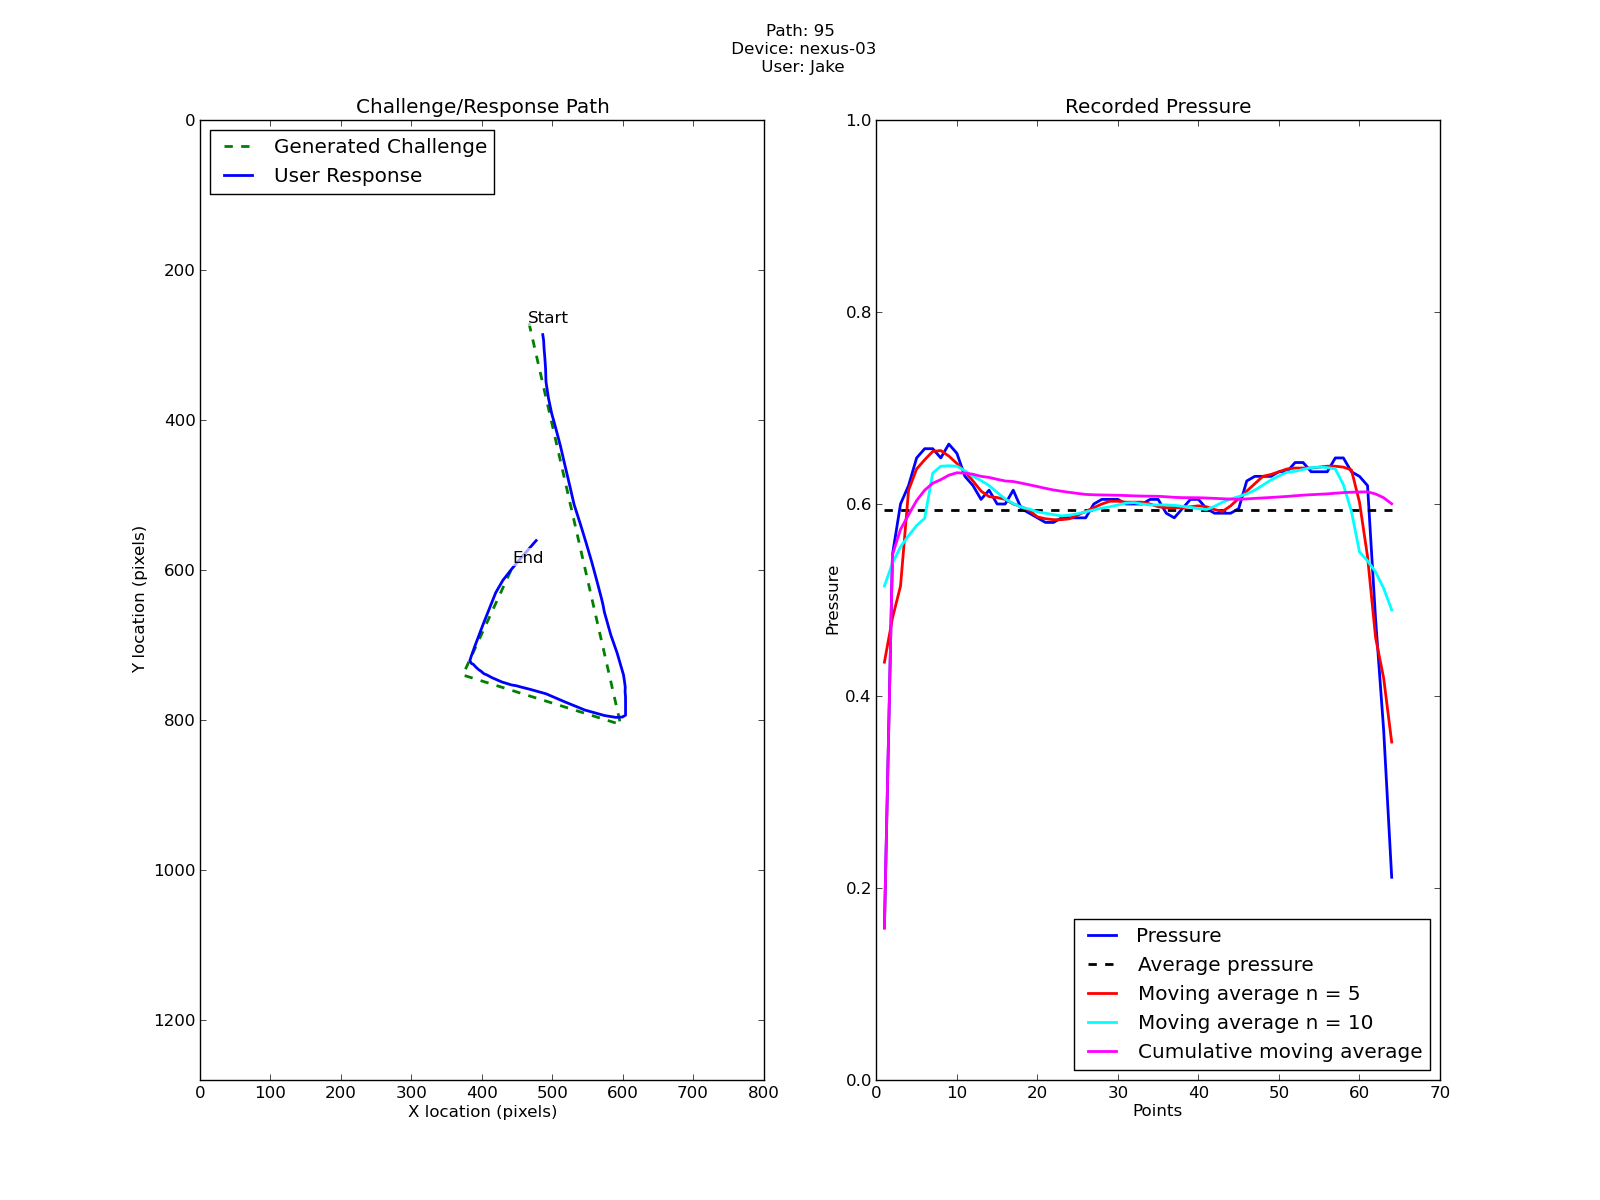 Path: 95
Device: nexus-03
User: Jake
Challenge/Response Path
Generated Challenge
User Response
Start
End
0
200
400
600
800
1000
1200
Y location (pixels)
0 100 200 300 400 500 600 700 800
X location (pixels)
Recorded Pressure
1.0
0.8
0.6
0.4
0.2
0.0
Pressure
Pressure
Average pressure
Moving average n = 5
Moving average n = 10
Cumulative moving average
0 10 20 30 40 50 60 70
Points